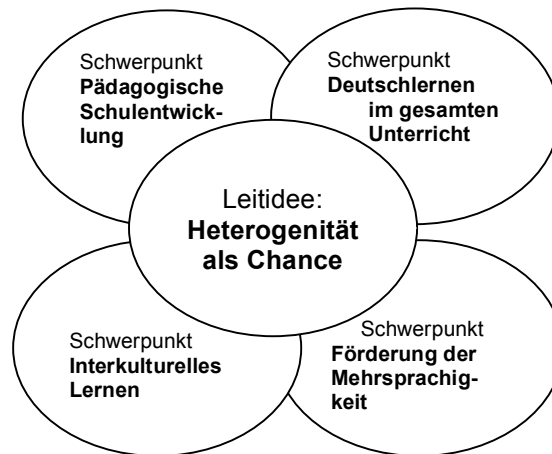 Schwerpunkt
Pädagogische
Schulentwick-
lung
Schwerpunkt
Deutschlernen
im gesamten
Unterricht
Leitidee:
Heterogenität
als Chance
Schwerpunkt
Interkulturelles
Lernen
Schwerpunkt
Förderung der
Mehrsprachig-
keit